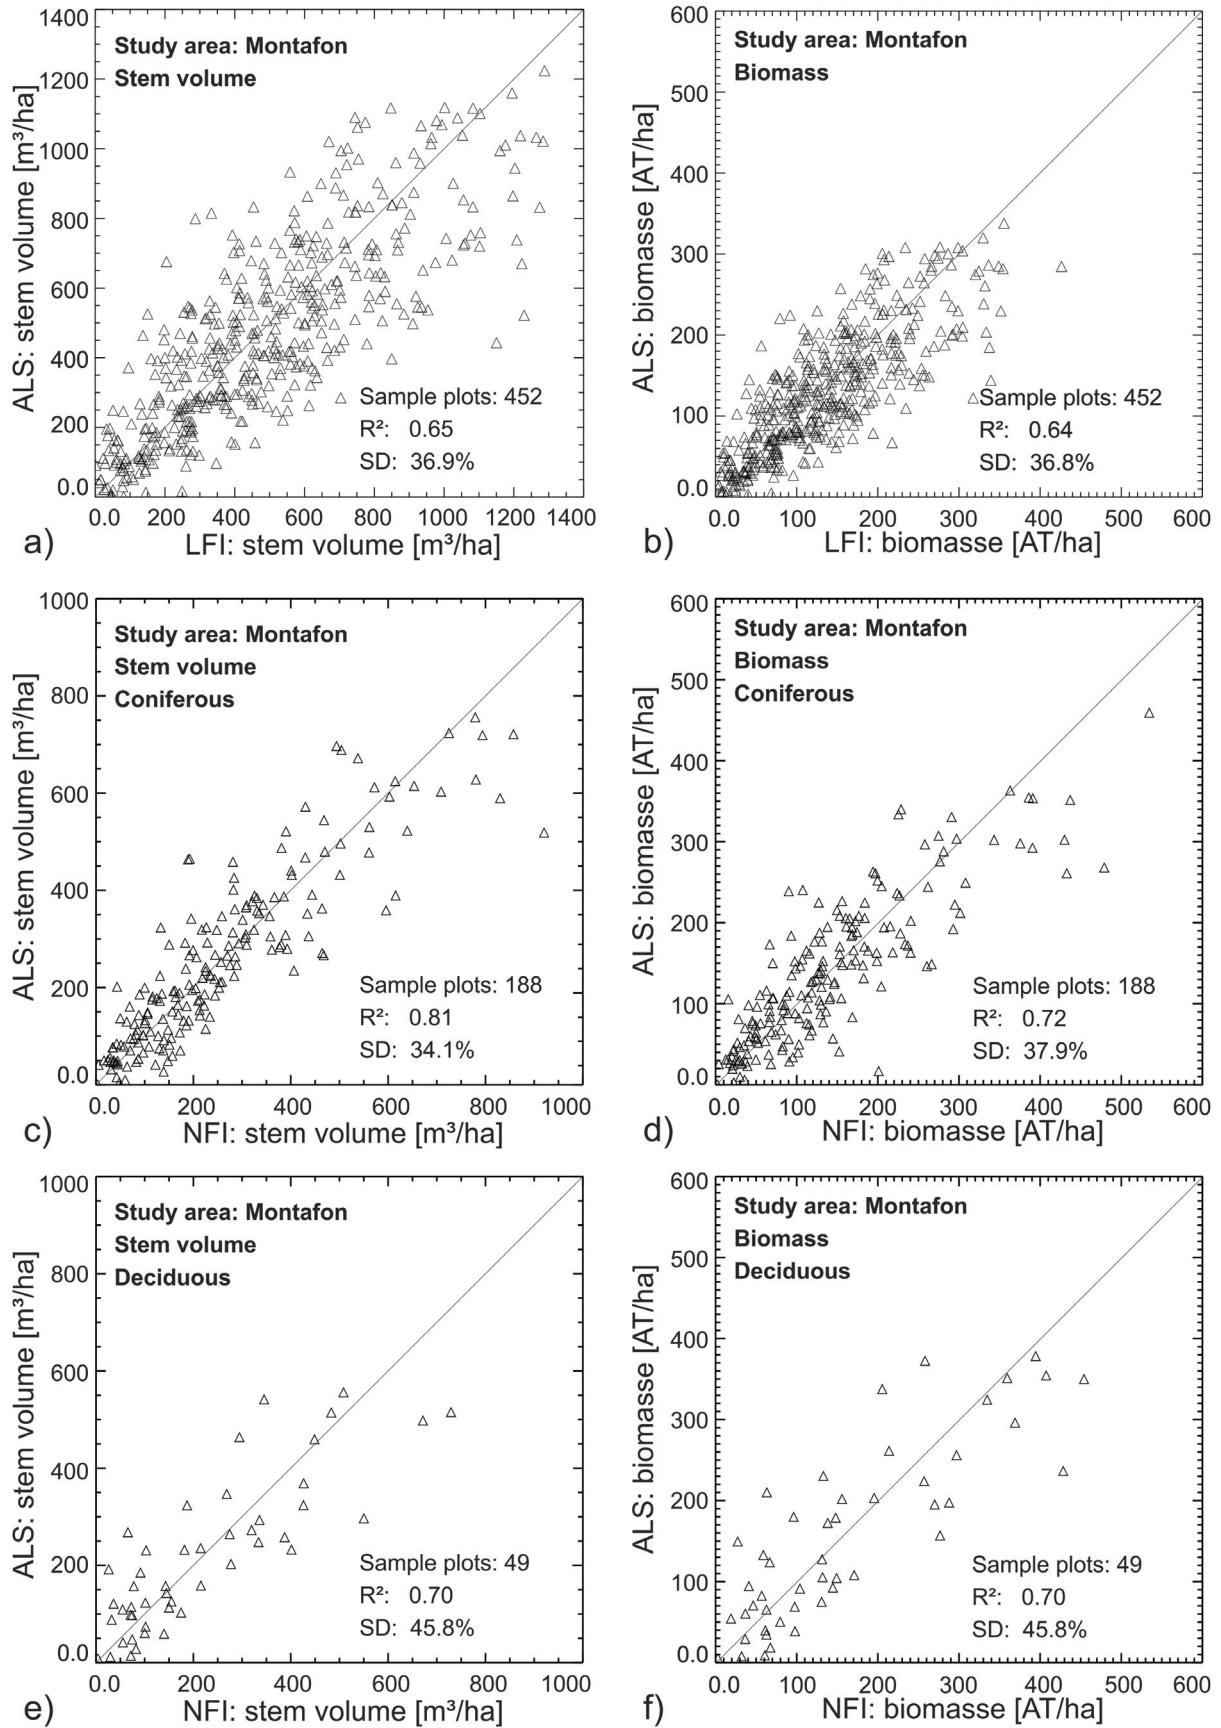 Study area: Montafon
Stem volume
ALS: stem volume [m³/ha]
1400
1200
1000
800
600
400
200
0.0
Sample plots: 452
R²: 0.65
SD: 36.9%
0.0 200 400 600 800 1000 1200 1400
a) LFI: stem volume [m³/ha]
Study area: Montafon
Biomass
ALS: biomasse [AT/ha]
600
500
400
300
200
100
0.0
Sample plots: 452
R²: 0.64
SD: 36.8%
0.0 100 200 300 400 500 600
b) LFI: biomasse [AT/ha]
Study area: Montafon
Stem volume
Coniferous
ALS: stem volume [m³/ha]
1000
800
600
400
200
0.0
Sample plots: 188
R²: 0.81
SD: 34.1%
0.0 200 400 600 800 1000
c) NFI: stem volume [m³/ha]
Study area: Montafon
Biomass
Coniferous
ALS: biomasse [AT/ha]
600
500
400
300
200
100
0.0
Sample plots: 188
R²: 0.72
SD: 37.9%
0.0 100 200 300 400 500 600
d) NFI: biomasse [AT/ha]
Study area: Montafon
Stem volume
Deciduous
ALS: stem volume [m³/ha]
1000
800
600
400
200
0.0
Sample plots: 49
R²: 0.70
SD: 45.8%
0.0 200 400 600 800 1000
e) NFI: stem volume [m³/ha]
Study area: Montafon
Biomass
Deciduous
ALS: biomasse [AT/ha]
600
500
400
300
200
100
0.0
Sample plots: 49
R²: 0.70
SD: 45.8%
0.0 100 200 300 400 500 600
f) NFI: biomasse [AT/ha]